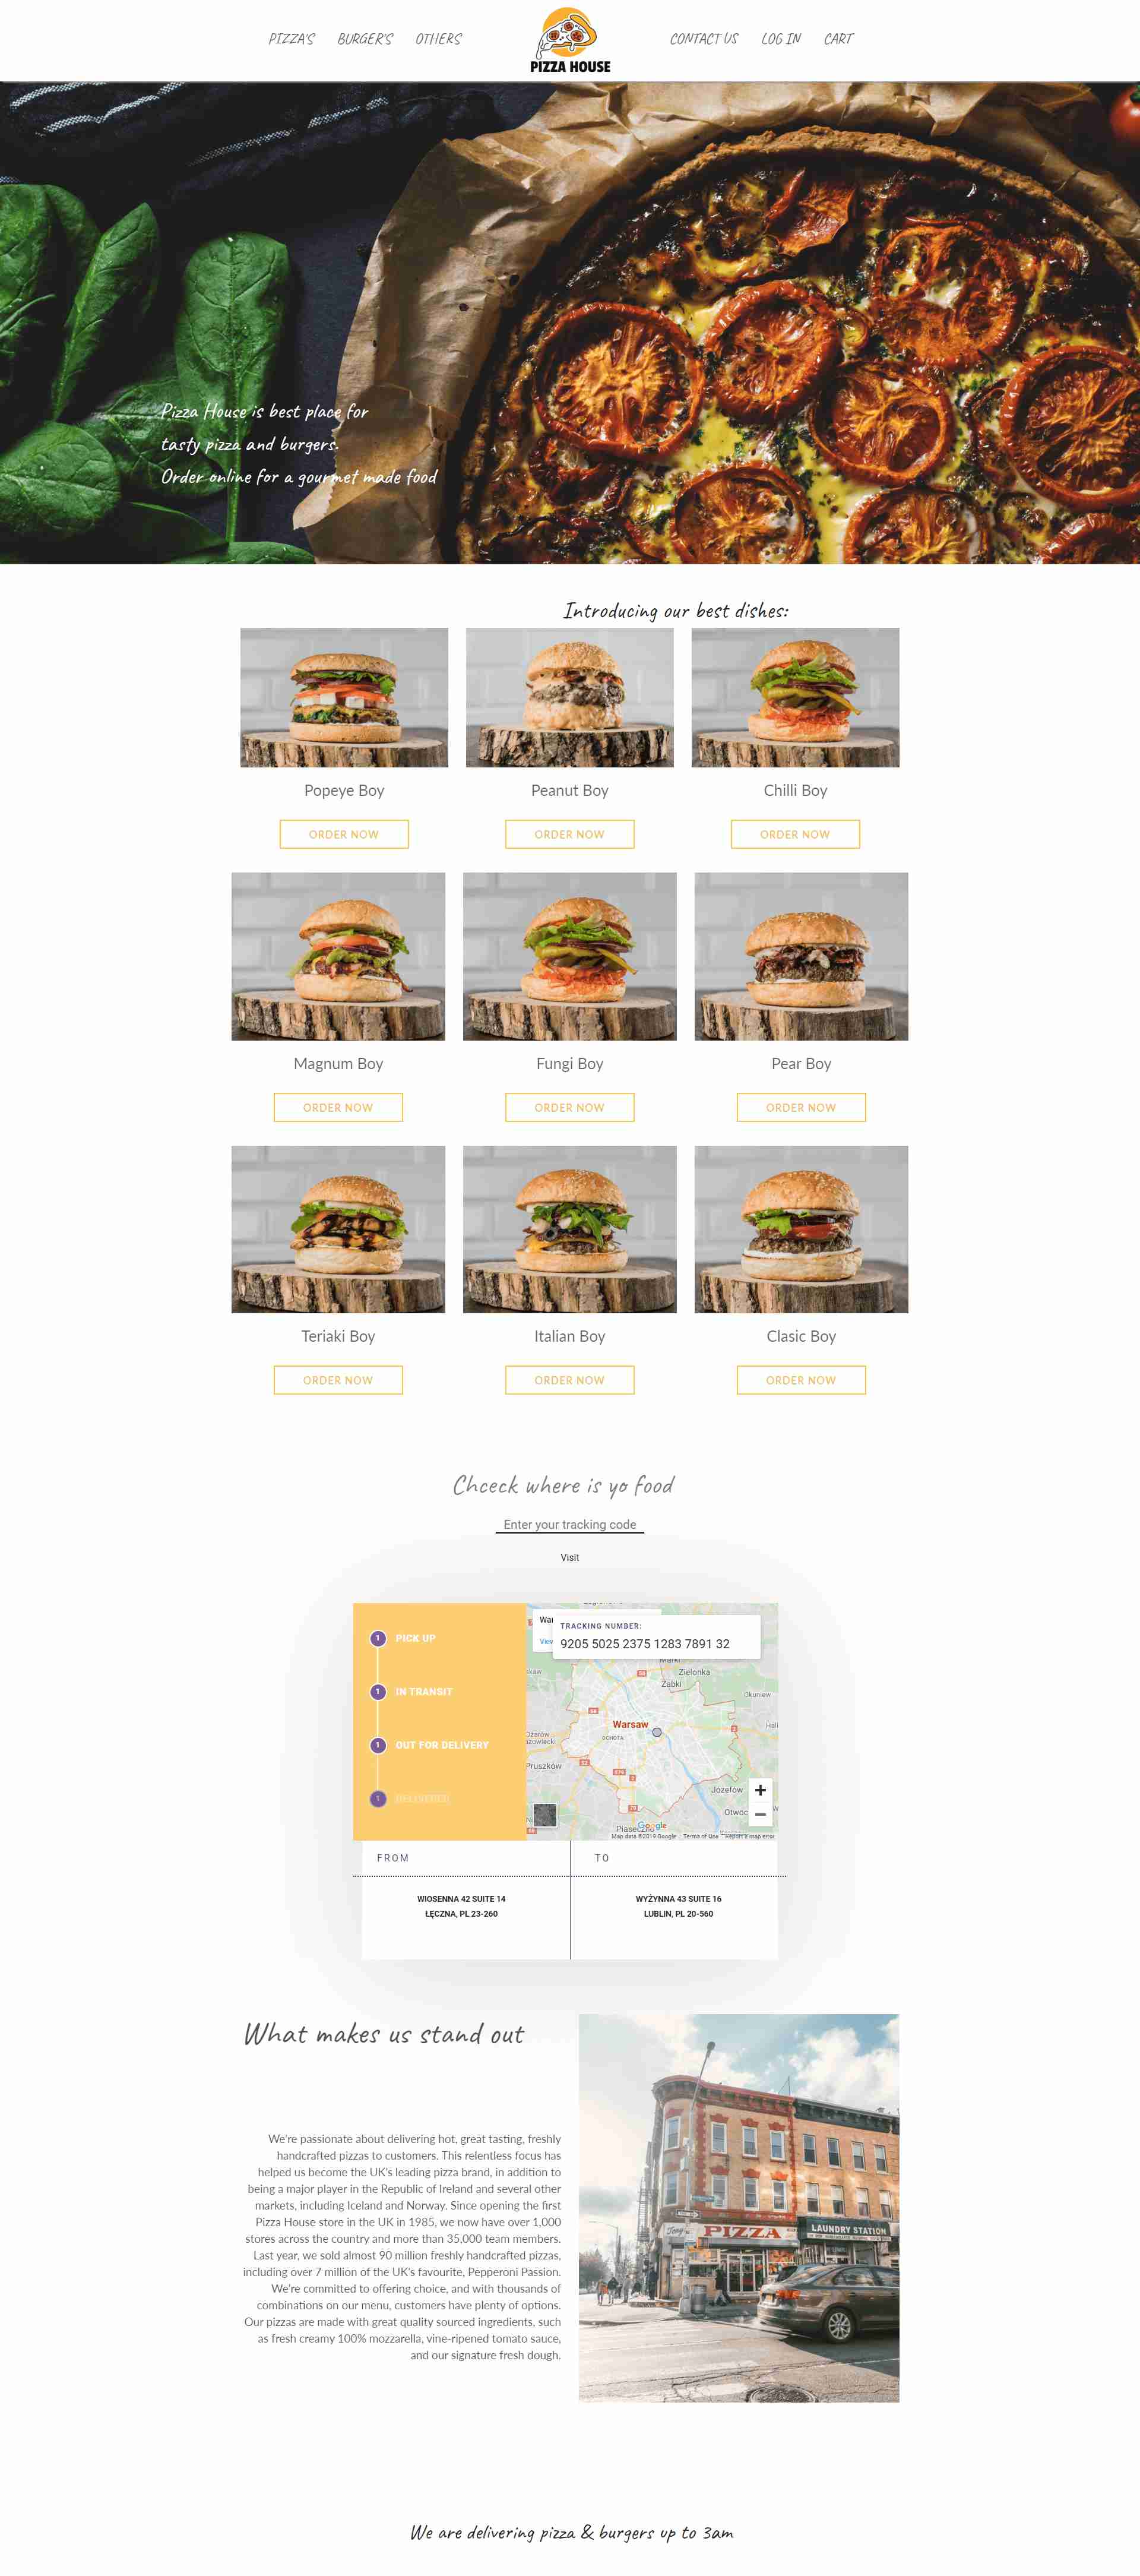 PIZZA'S BURGER'S OTHERS
PIZZA HOUSE
CONTACT US LOG IN CART
Pizza House is best place for
tasty pizza and burgers.
Order online for a gourmet made food
Introducing our best dishes:
Popeye Boy
Peanut Boy
Chilli Boy
ORDER NOW
ORDER NOW
ORDER NOW
Magnum Boy
Fungi Boy
Pear Boy
ORDER NOW
ORDER NOW
ORDER NOW
Teriaki Boy
Italian Boy
Clasic Boy
ORDER NOW
ORDER NOW
ORDER NOW
Chceck where is yo food
Enter your tracking code
Visit
1 PICK UP
1 IN TRANSIT
1 OUT FOR DELIVERY
1
War
View
TRACKING NUMBER:
9205 5025 2375 1283 7891 32
Marki
Zielonka
Ząbki
Okuniew
Warsaw
OCHOTA
Ożarów
Pruszków
Józefów
Otwoc
Piaseczno
Google
Map data ©2019 Google Terms of Use Report a map error
FROM
TO
WIOSENNA 42 SUITE 14
ŁĘCZNA, PL 23-260
WYŻYNNA 43 SUITE 16
LUBLIN, PL 20-560
What makes us stand out
We're passionate about delivering hot, great tasting, freshly
handcrafted pizzas to customers. This relentless focus has
helped us become the UK's leading pizza brand, in addition to
being a major player in the Republic of Ireland and several other
markets, including Iceland and Norway. Since opening the first
Pizza House store in the UK in 1985, we now have over 1,000
stores across the country and more than 35,000 team members.
Last year, we sold almost 90 million freshly handcrafted pizzas,
including over 7 million of the UK's favourite, Pepperoni Passion.
We're committed to offering choice, and with thousands of
combinations on our menu, customers have plenty of options.
Our pizzas are made with great quality sourced ingredients, such
as fresh creamy 100% mozzarella, vine-ripened tomato sauce,
and our signature fresh dough.
PIZZA
LAUNDRY STATION
We are delivering pizza & burgers up to 3am